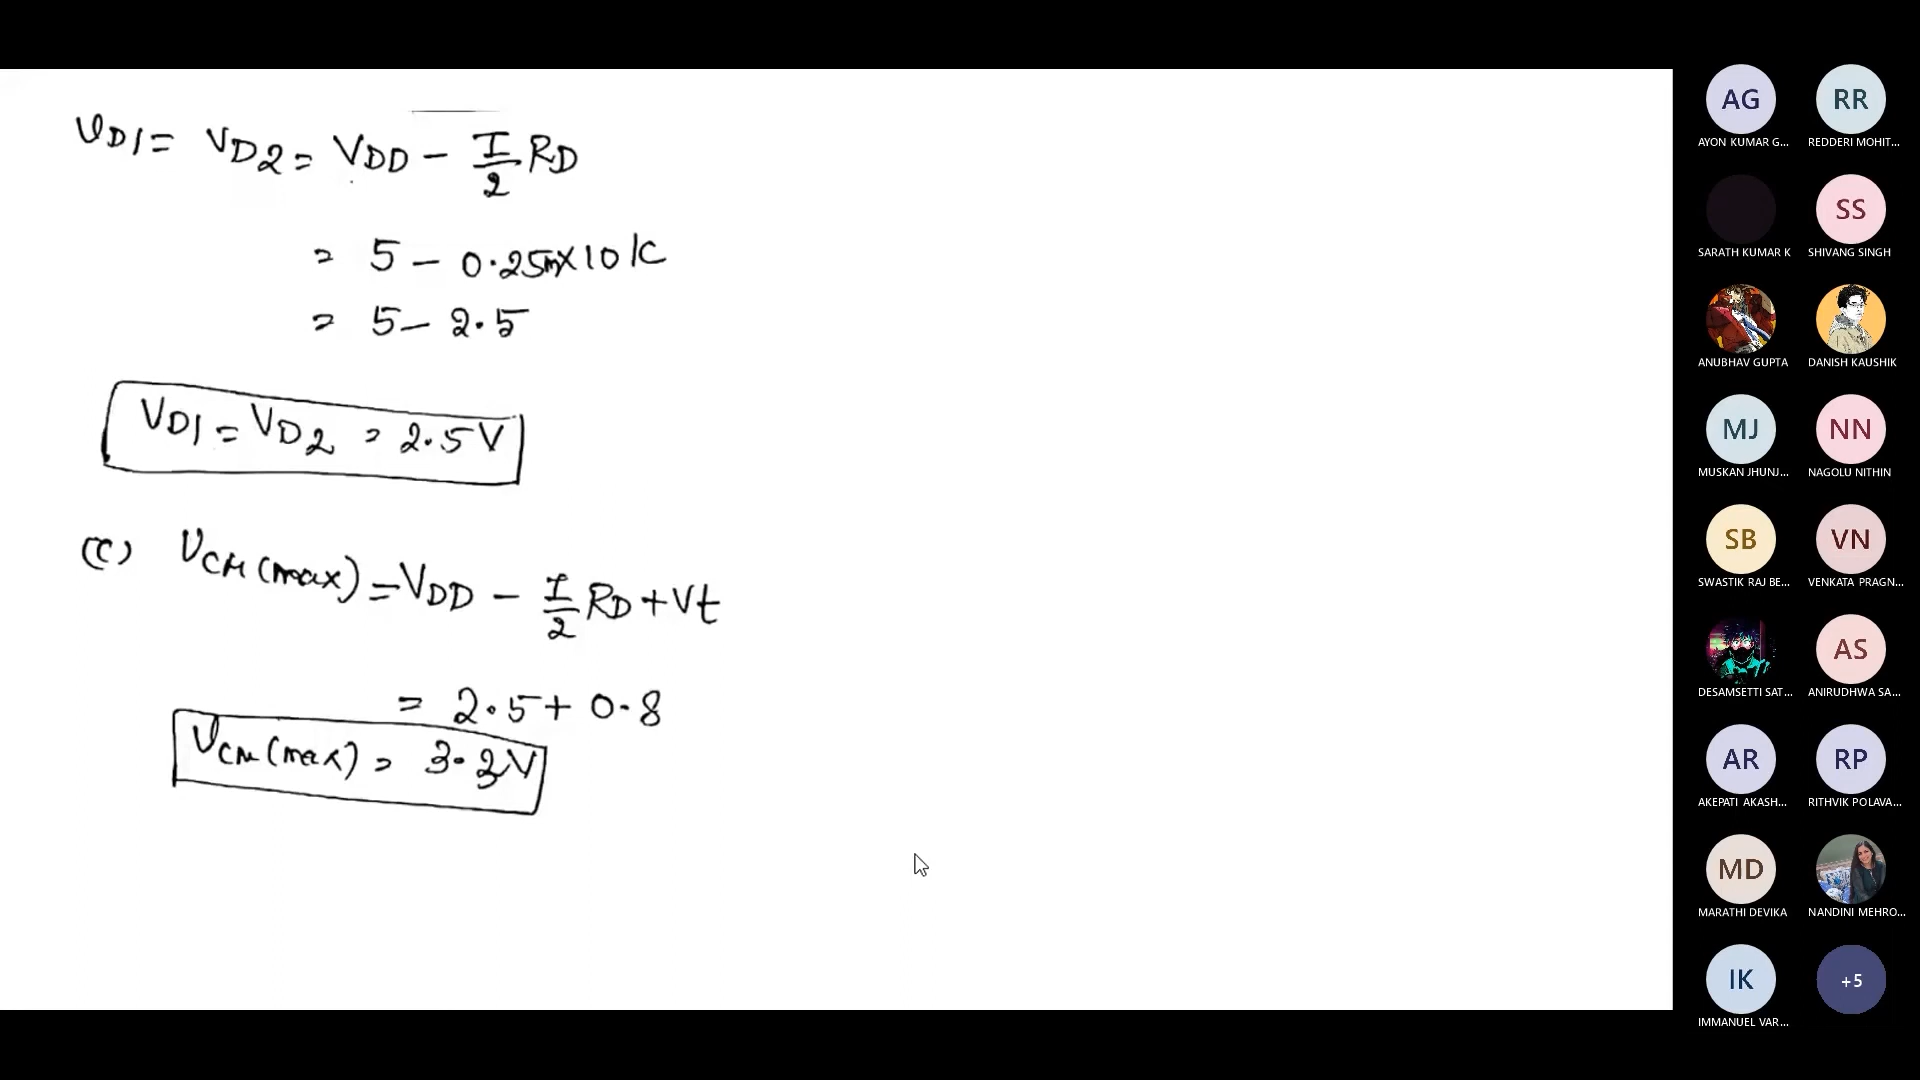 VD1 = VD2 = VDD - I/2 RD
= 5 - 0.25m×10K
= 5 - 2.5
VD1 = VD2 = 2.5V
(C) VCM(max) = VDD - I/2 RD + Vt
= 2.5 + 0.8
VCM(max) = 3.3V
AG RR
AYON KUMAR G... REDDERI MOHIT...
SS
SARATH KUMAR K SHIVANG SINGH
ANUBHAV GUPTA DANISH KAUSHIK
MJ NN
MUSKAN JHUNJ... NAGOLU NITHIN
SB VN
SWASTIK RAJ BE... VENKATA PRAGN...
AS
DESAMSETTI SAT... ANIRUDHWA SA...
AR RP
AKEPATI AKASH... RITHVIK POLAVA...
MD
MARATHI DEVIKA NANDINI MEHRO...
IK +5
IMMANUEL VAR...